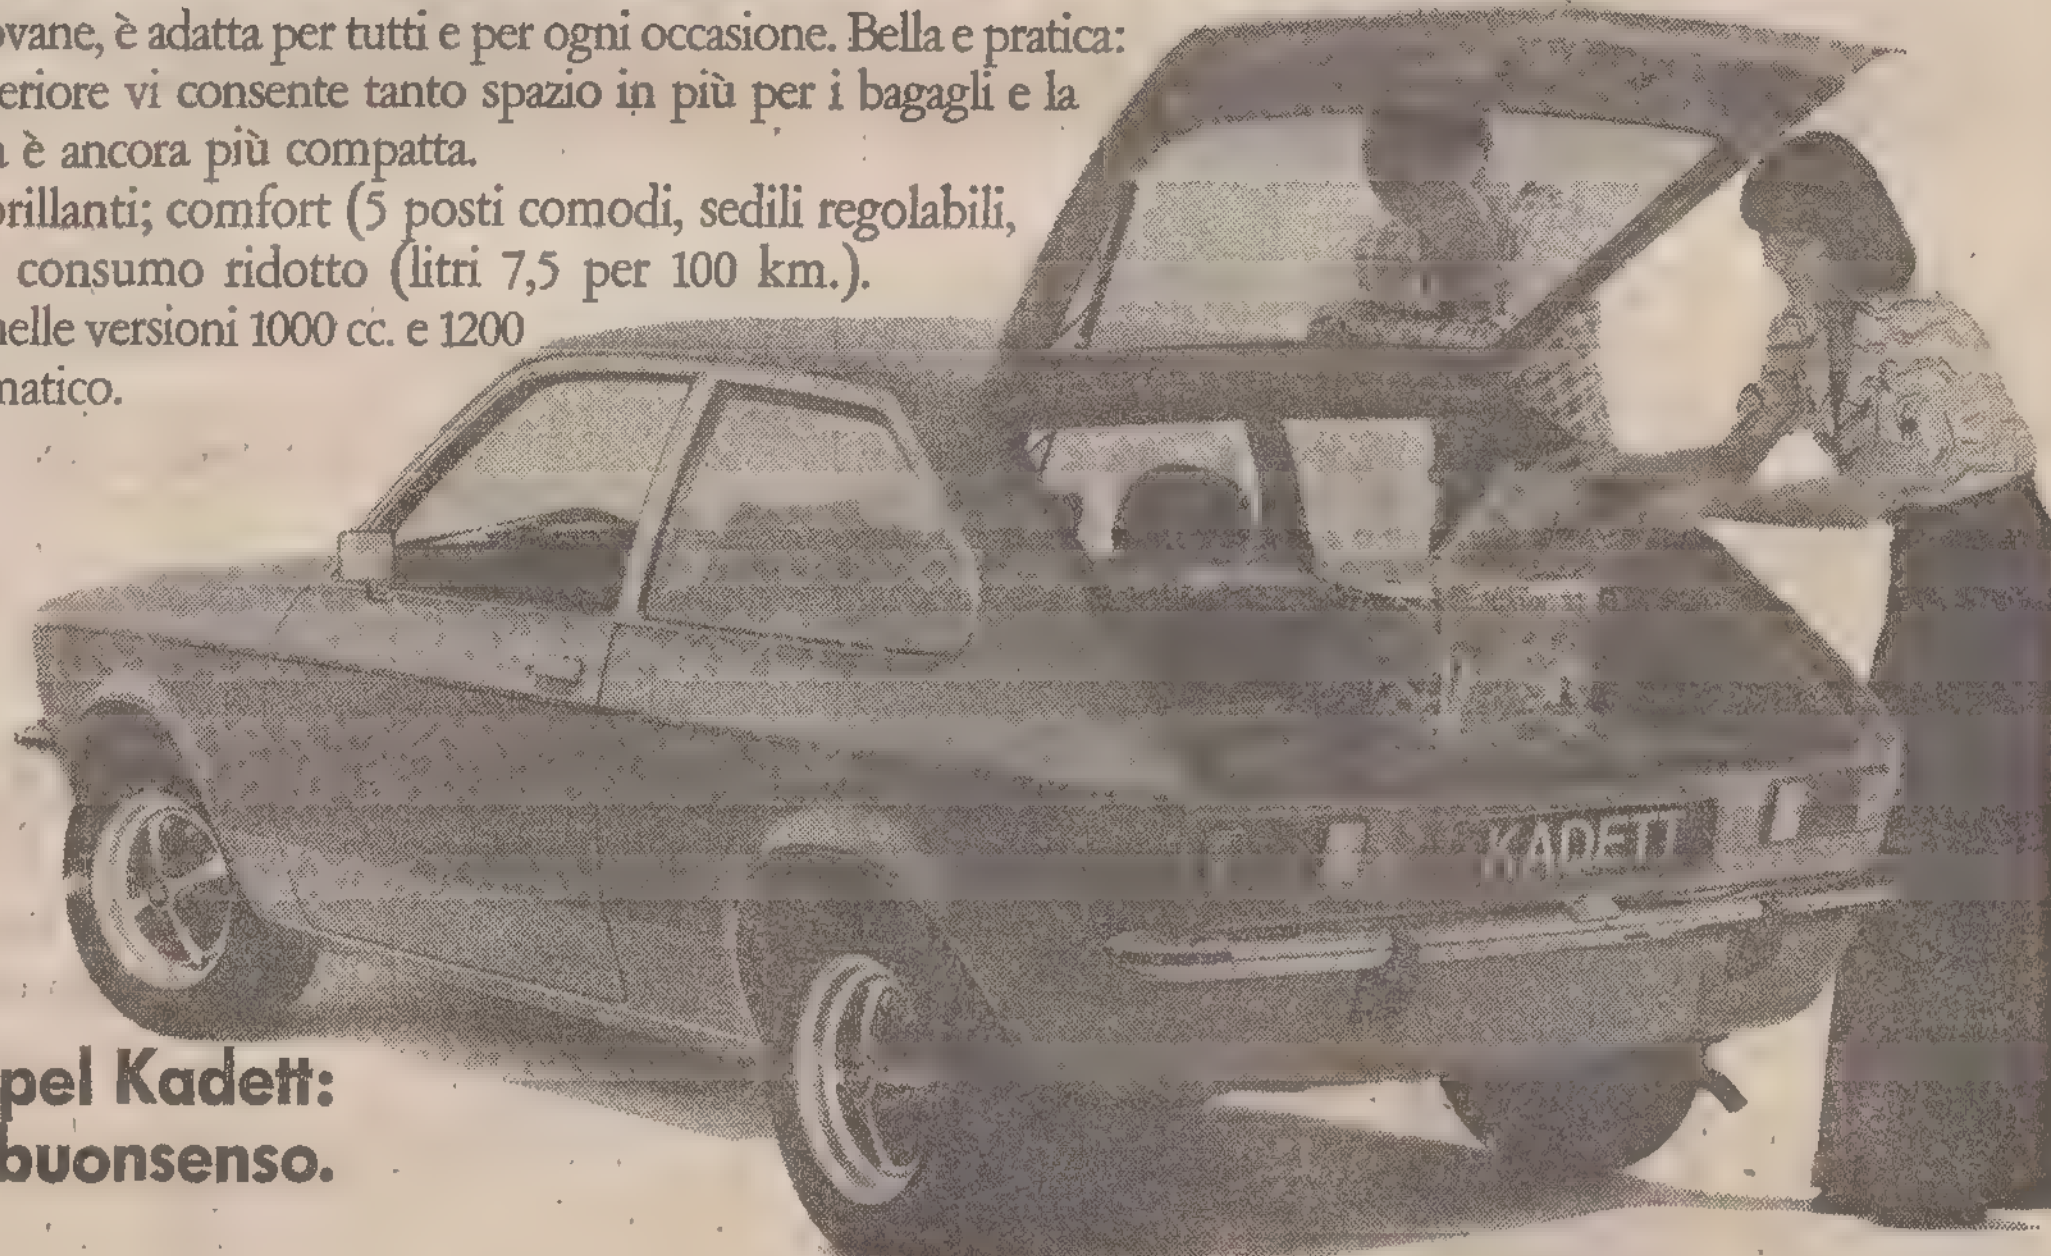 ovane, è adatta per tutti e per ogni occasione. Bella e pratica:
eriore vi consente tanto spazio in più per i bagagli e la
è ancora più compatta.
brillanti; comfort (5 posti comodi, sedili regolabili,
consumo ridotto (litri 7,5 per 100 km.).
nelle versioni 1000 cc. e 1200
matico.
KADETT
pel Kadett:
buonsenso.